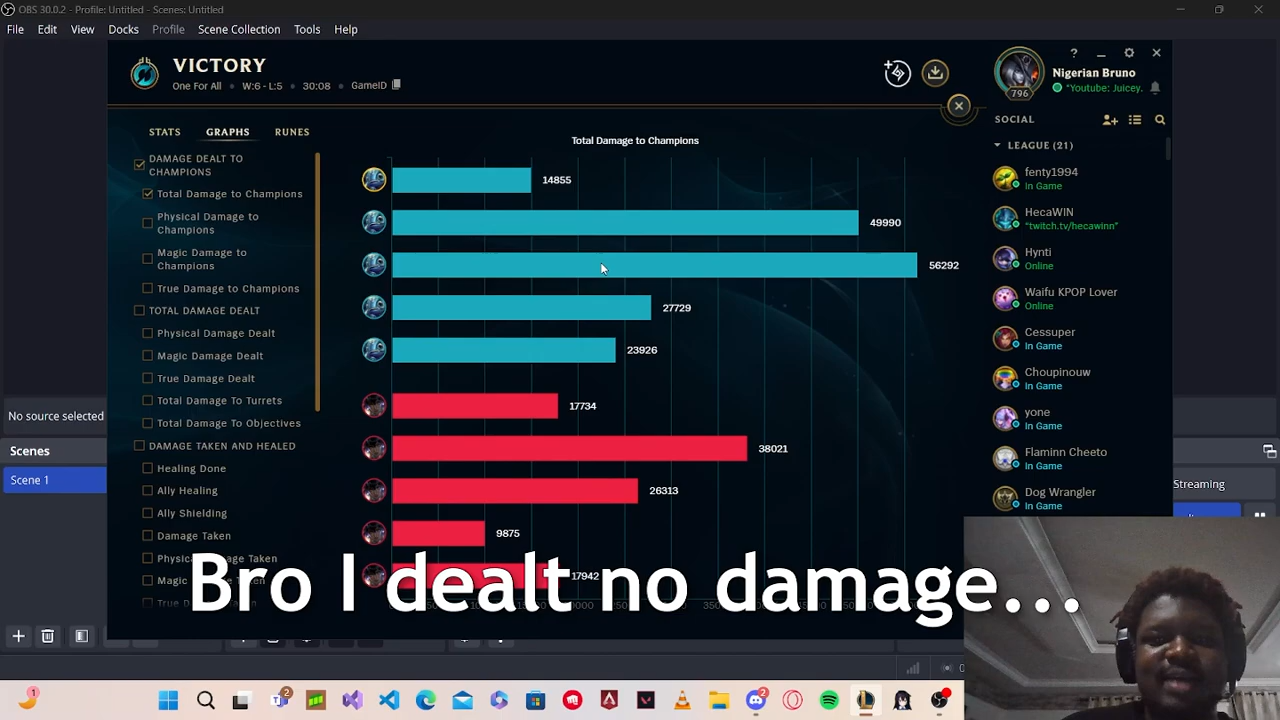 OBS 30.0.2 - Profile: Untitled - Scenes: Untitled
File Edit View Docks Profile Scene Collection Tools Help
VICTORY
One For All • W:6 - L:5 • 30:08 • GameID
?
796
Nigerian Bruno
"Youtube: Juicey.
SOCIAL
STATS GRAPHS RUNES
LEAGUE (21)
DAMAGE DEALT TO
CHAMPIONS
Total Damage to Champions
Physical Damage to
Champions
Magic Damage to
Champions
True Damage to Champions
TOTAL DAMAGE DEALT
Physical Damage Dealt
Magic Damage Dealt
True Damage Dealt
Total Damage To Turrets
Total Damage To Objectives
DAMAGE TAKEN AND HEALED
Healing Done
Ally Healing
Ally Shielding
Damage Taken
Physical Damage Taken
Magic
Total Damage to Champions
14855
49990
56292
27729
23926
17734
38021
26313
9875
17942
fenty1994
In Game
HecaWIN
"twitch.tv/hecawinn"
Hynti
Online
Waifu KPOP Lover
Online
Cessuper
In Game
Choupinouw
In Game
yone
In Game
Flaminn Cheeto
In Game
Dog Wrangler
In Game
No source selected
Scenes
Scene 1
Streaming
Bro I dealt no damage...
1
2
2